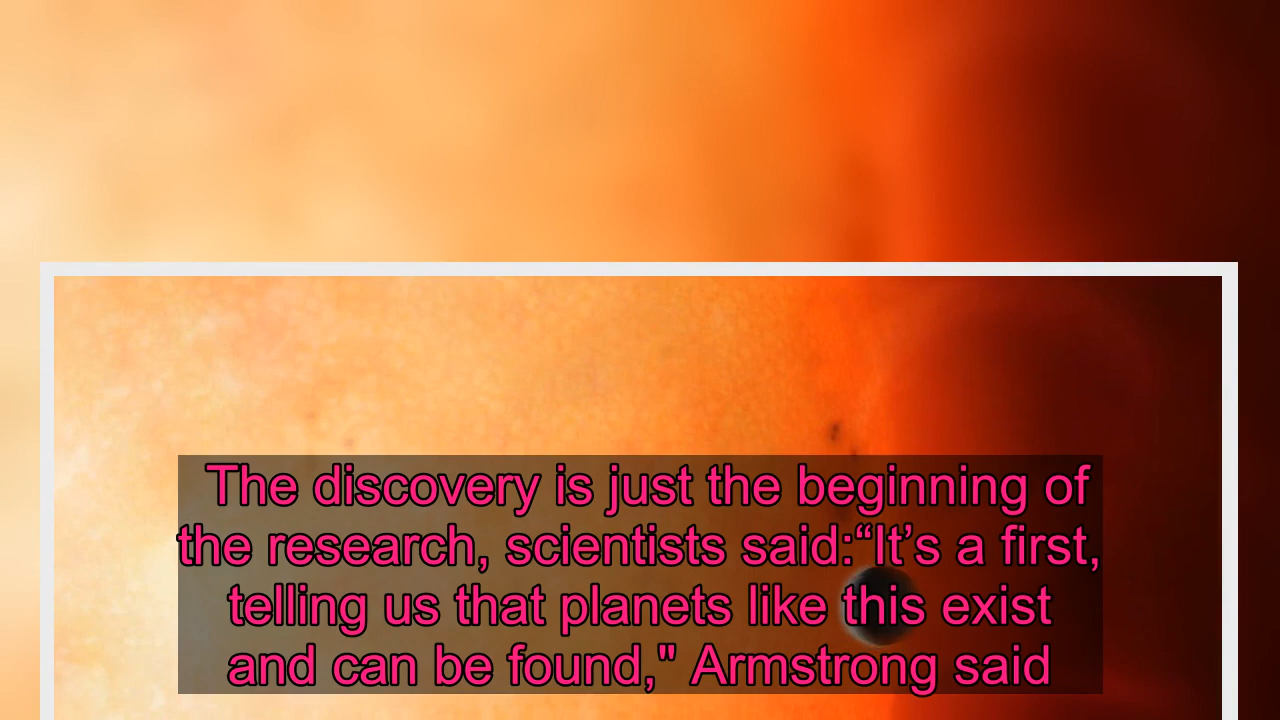 The discovery is just the beginning of
the research, scientists said:“It’s a first,
telling us that planets like this exist
and can be found," Armstrong said